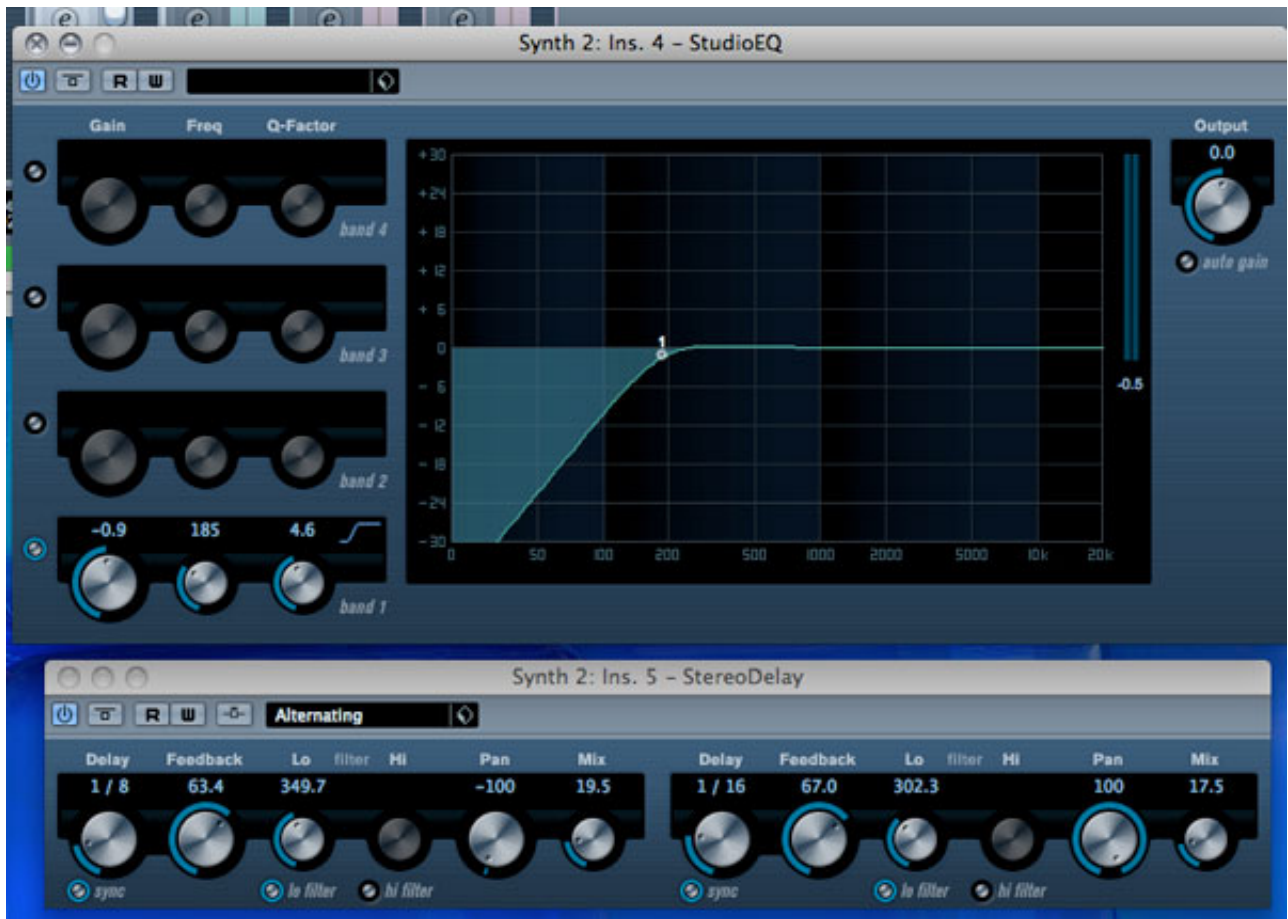 e e e e
Synth 2: Ins. 4 – StudioEQ
R W
Gain Freq Q-Factor
band 4
band 3
band 2
-0.9 185 4.6
band 1
+30
+24
+18
+12
+6
0
-6
-12
-18
-24
-30
0 50 100 200 500 1000 2000 5000 10k 20k
1
-0.5
Output
0.0
auto gain
Synth 2: Ins. 5 – StereoDelay
R W Alternating
Delay Feedback Lo filter Hi Pan Mix Delay Feedback Lo filter Hi Pan Mix
1 / 8 63.4 349.7 -100 19.5 1 / 16 67.0 302.3 100 17.5
sync lo filter hi filter sync lo filter hi filter